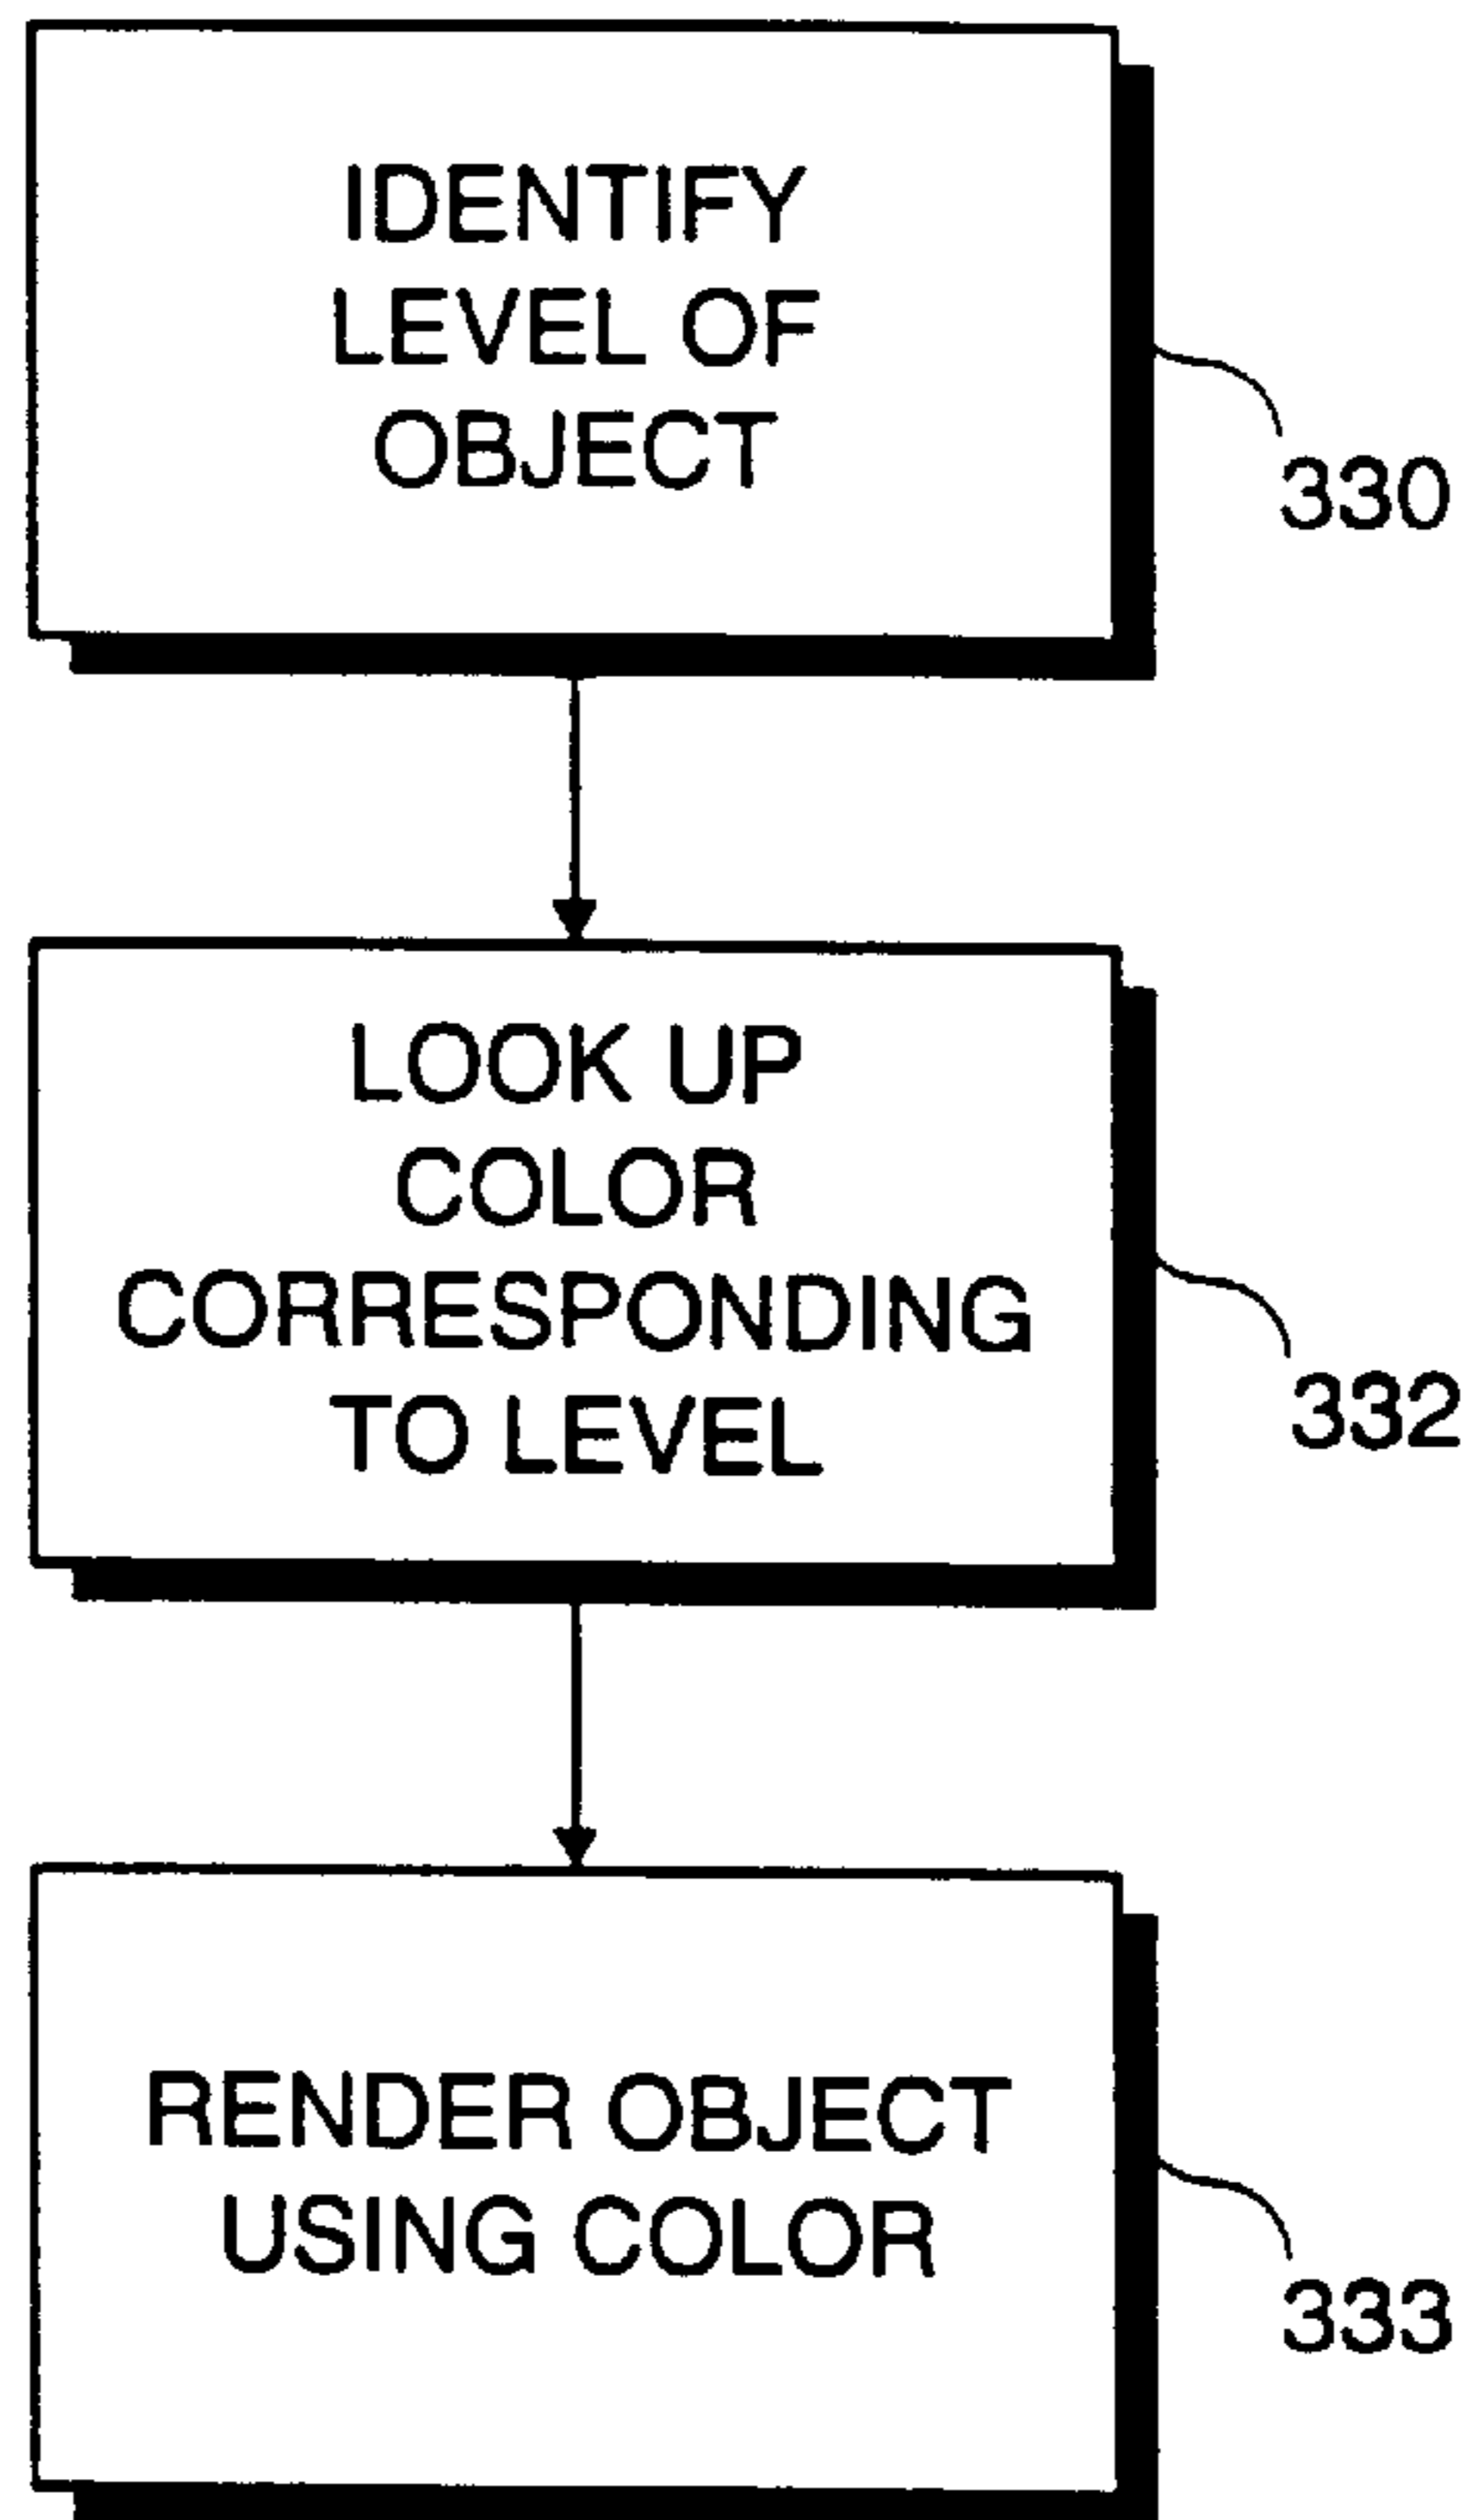 IDENTIFY
LEVEL OF
OBJECT
330
LOOK UP
COLOR
CORRESPONDING
TO LEVEL
332
RENDER OBJECT
USING COLOR
333